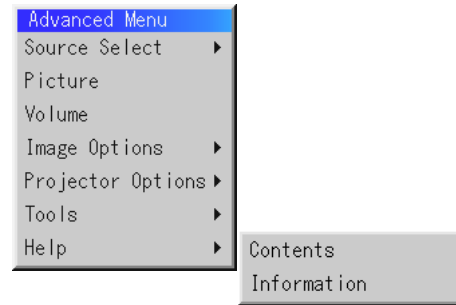 Advanced Menu
Source Select
Picture
Volume
Image Options
Projector Options
Tools
Help
Contents
Information